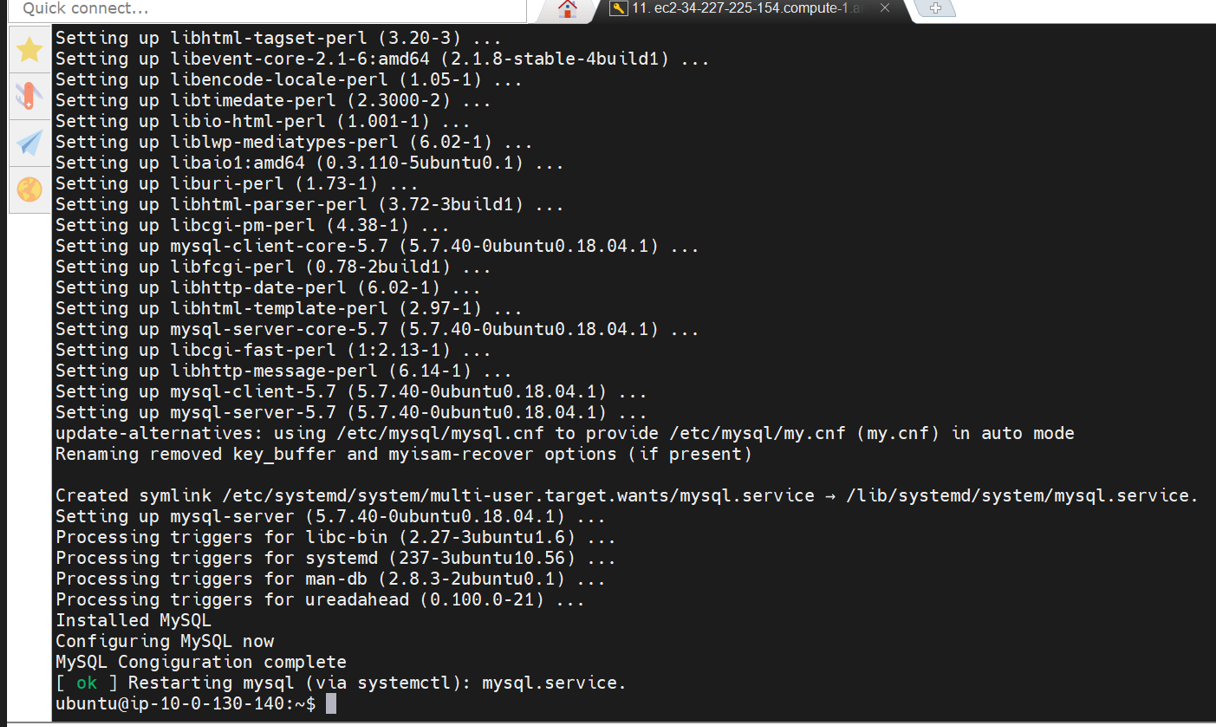 Quick connect...
11. ec2-34-227-225-154.compute-1.a
Setting up libhtml-tagset-perl (3.20-3) ...
Setting up libevent-core-2.1-6:amd64 (2.1.8-stable-4build1) ...
Setting up libencode-locale-perl (1.05-1) ...
Setting up libtimedate-perl (2.3000-2) ...
Setting up libio-html-perl (1.001-1) ...
Setting up liblwp-mediatypes-perl (6.02-1) ...
Setting up libaio1:amd64 (0.3.110-5ubuntu0.1) ...
Setting up liburi-perl (1.73-1) ...
Setting up libhtml-parser-perl (3.72-3build1) ...
Setting up libcgi-pm-perl (4.38-1) ...
Setting up mysql-client-core-5.7 (5.7.40-0ubuntu0.18.04.1) ...
Setting up libfcgi-perl (0.78-2build1) ...
Setting up libhttp-date-perl (6.02-1) ...
Setting up libhtml-template-perl (2.97-1) ...
Setting up mysql-server-core-5.7 (5.7.40-0ubuntu0.18.04.1) ...
Setting up libcgi-fast-perl (1:2.13-1) ...
Setting up libhttp-message-perl (6.14-1) ...
Setting up mysql-client-5.7 (5.7.40-0ubuntu0.18.04.1) ...
Setting up mysql-server-5.7 (5.7.40-0ubuntu0.18.04.1) ...
update-alternatives: using /etc/mysql/mysql.cnf to provide /etc/mysql/my.cnf (my.cnf) in auto mode
Renaming removed key_buffer and myisam-recover options (if present)
Created symlink /etc/systemd/system/multi-user.target.wants/mysql.service → /lib/systemd/system/mysql.service.
Setting up mysql-server (5.7.40-0ubuntu0.18.04.1) ...
Processing triggers for libc-bin (2.27-3ubuntu1.6) ...
Processing triggers for systemd (237-3ubuntu10.56) ...
Processing triggers for man-db (2.8.3-2ubuntu0.1) ...
Processing triggers for ureadahead (0.100.0-21) ...
Installed MySQL
Configuring MySQL now
MySQL Congiguration complete
[ ok ] Restarting mysql (via systemctl): mysql.service.
ubuntu@ip-10-0-130-140:~$